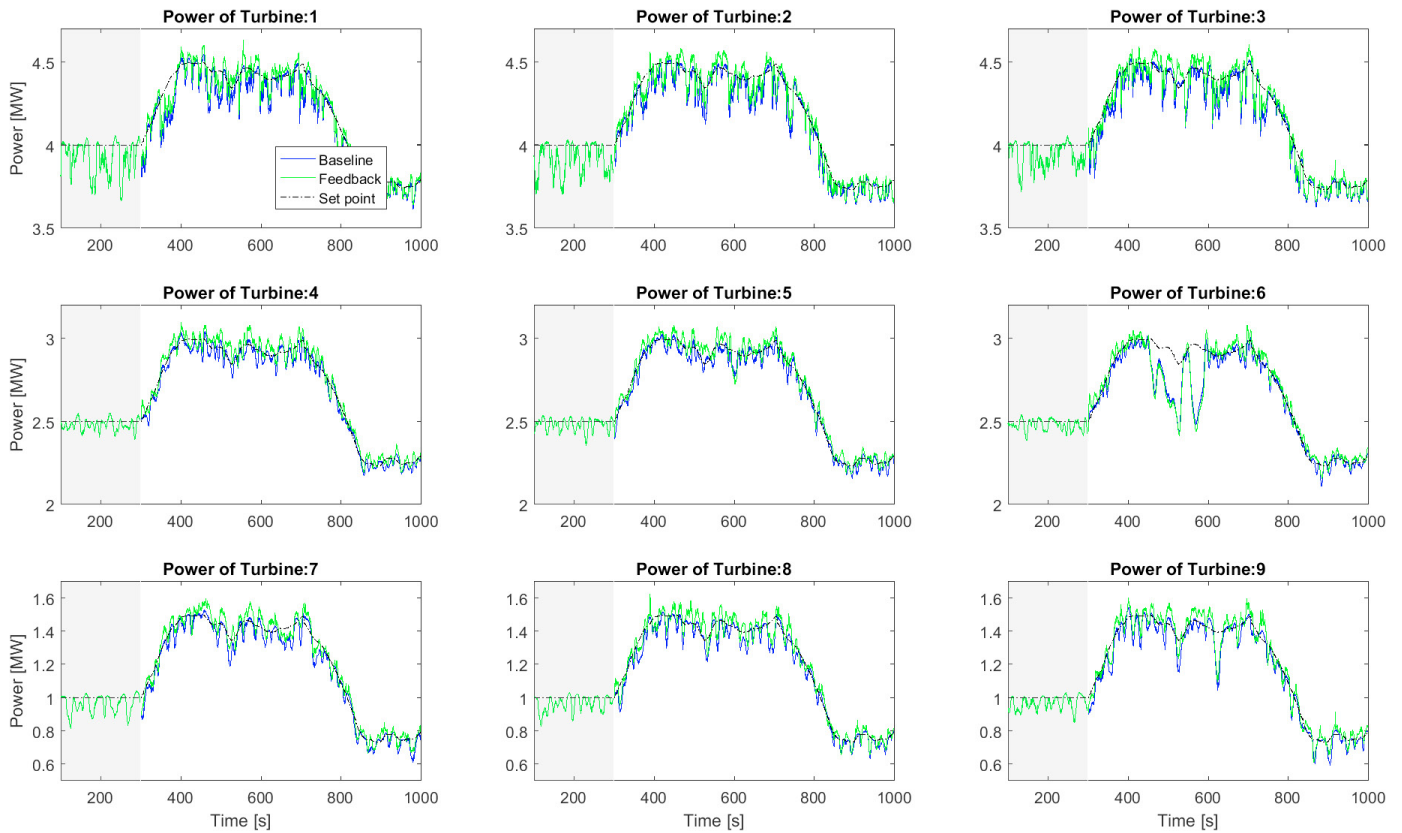 Power of Turbine:1
Power of Turbine:2
Power of Turbine:3
Power [MW]
4.5
4
3.5
Baseline
Feedback
Set point
200 400 600 800 1000
4.5
4
3.5
200 400 600 800 1000
4.5
4
3.5
200 400 600 800 1000
Power of Turbine:4
Power of Turbine:5
Power of Turbine:6
Power [MW]
3
2.5
2
200 400 600 800 1000
3
2.5
2
200 400 600 800 1000
3
2.5
2
200 400 600 800 1000
Power of Turbine:7
Power of Turbine:8
Power of Turbine:9
Power [MW]
1.6
1.4
1.2
1
0.8
0.6
200 400 600 800 1000
Time [s]
1.6
1.4
1.2
1
0.8
0.6
200 400 600 800 1000
Time [s]
1.6
1.4
1.2
1
0.8
0.6
200 400 600 800 1000
Time [s]